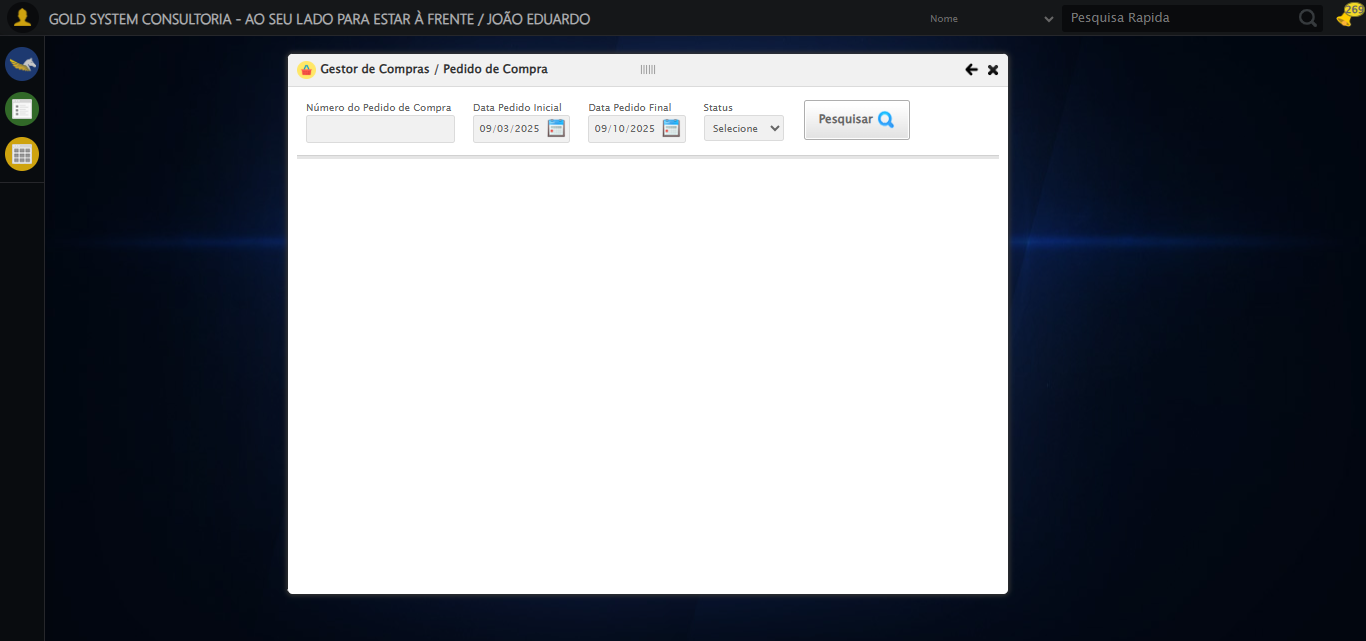 GOLD SYSTEM CONSULTORIA - AO SEU LADO PARA ESTAR À FRENTE / JOÃO EDUARDO
Nome
Pesquisa Rapida
269
Gestor de Compras / Pedido de Compra
Número do Pedido de Compra
Data Pedido Inicial
Data Pedido Final
Status
09/03/2025
09/10/2025
Selecione
Pesquisar